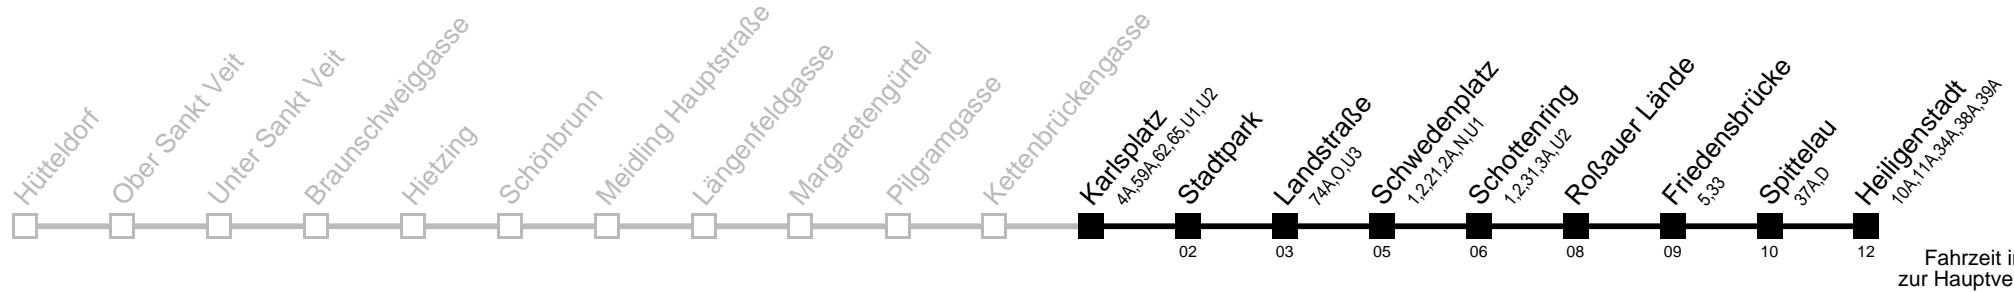 Hütteldorf
Ober Sankt Veit
Unter Sankt Veit
Braunschweiggasse
Hietzing
Schönbrunn
Meidling Hauptstraße
Längenfeldgasse
Margaretengürtel
Pilgramgasse
Kettenbrückengasse
Karlsplatz
4A,59A,62,65,U1,U2
Stadtpark
Landstraße
74A,O,U3
Schwedenplatz
1,2,21,2A,N,U1
Schottenring
1,2,31,3A,U2
Roßauer Lände
Friedensbrücke
5,33
Spittelau
37A,D
Heiligenstadt
10A,11A,34A,38A,39A
02 03 05 06 08 09 10 12
Fahrzeit
zur